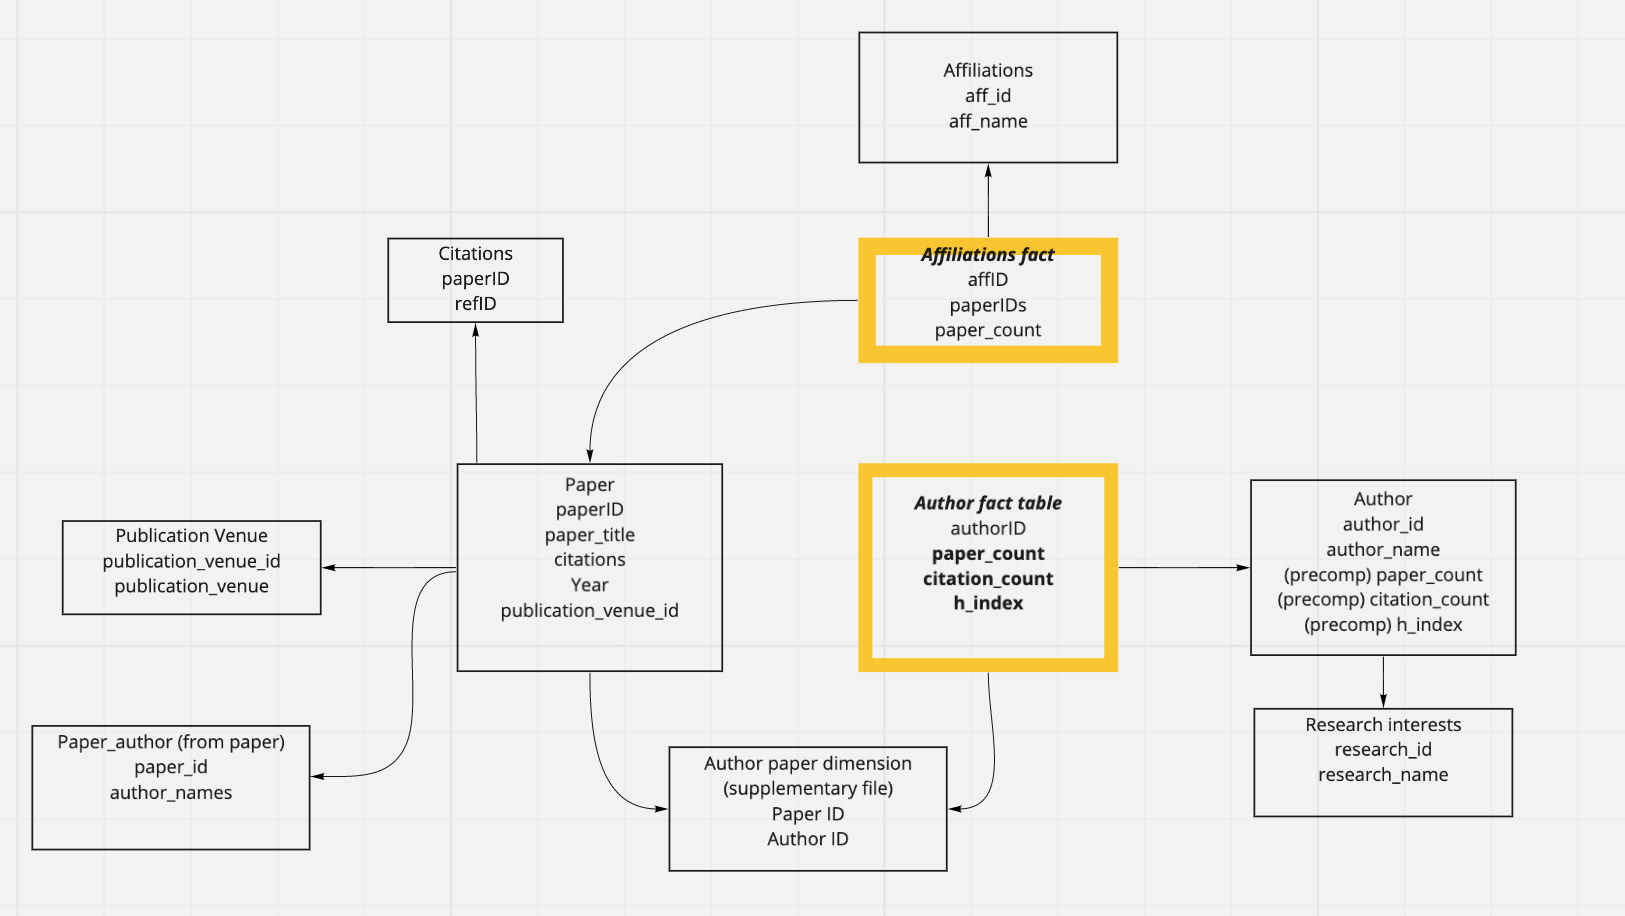 Affiliations
aff_id
aff_name
Citations
paperID
refID
Affiliations fact
affID
paperIDs
paper_count
Paper
paperID
paper_title
citations
Year
publication_venue_id
Author fact table
authorID
paper_count
citation_count
h_index
Author
author_id
author_name
(precomp) paper_count
(precomp) citation_count
(precomp) h_index
Publication Venue
publication_venue_id
publication_venue
Paper_author (from paper)
paper_id
author_names
Author paper dimension
(supplementary file)
Paper ID
Author ID
Research interests
research_id
research_name